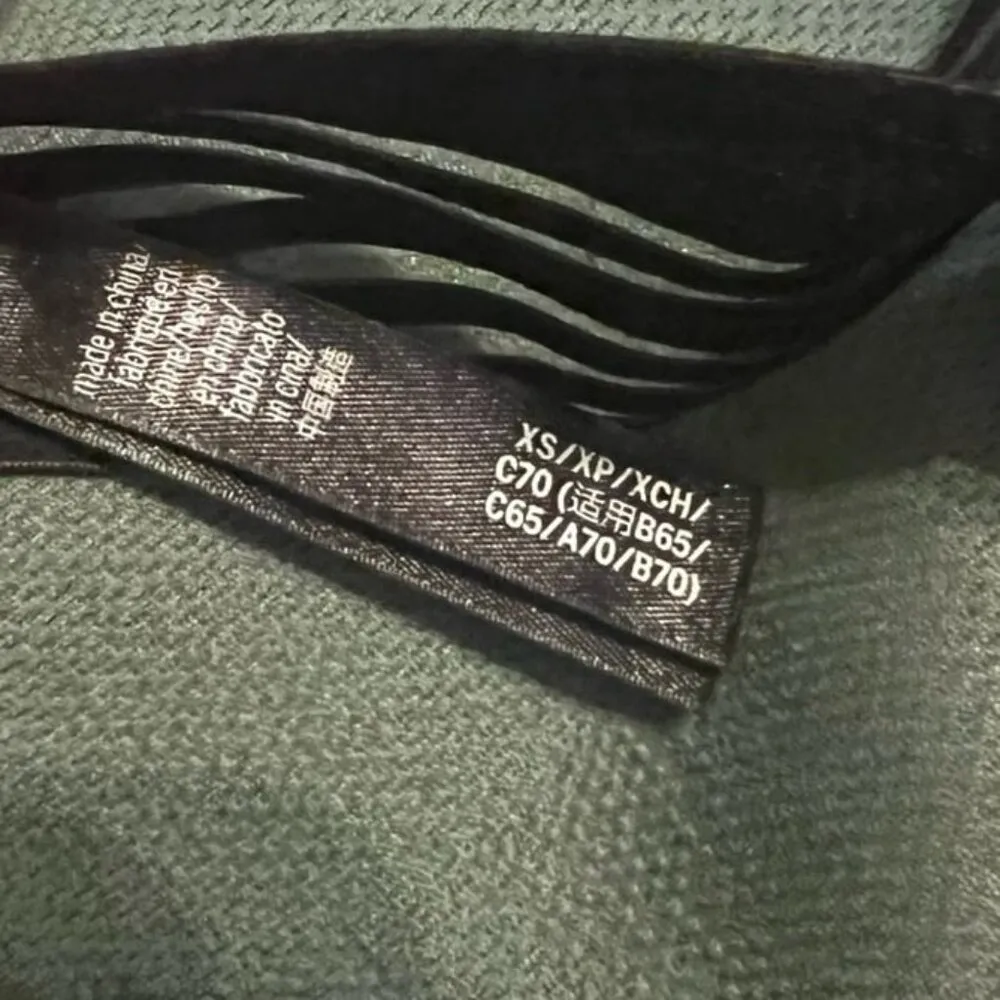 made in china/
fabriqué en
chine/hecho
en china/
fabricato
in cina/
中国制造
XS/XP/XCH/
C70 (适用B65/
C65/A70/B70)